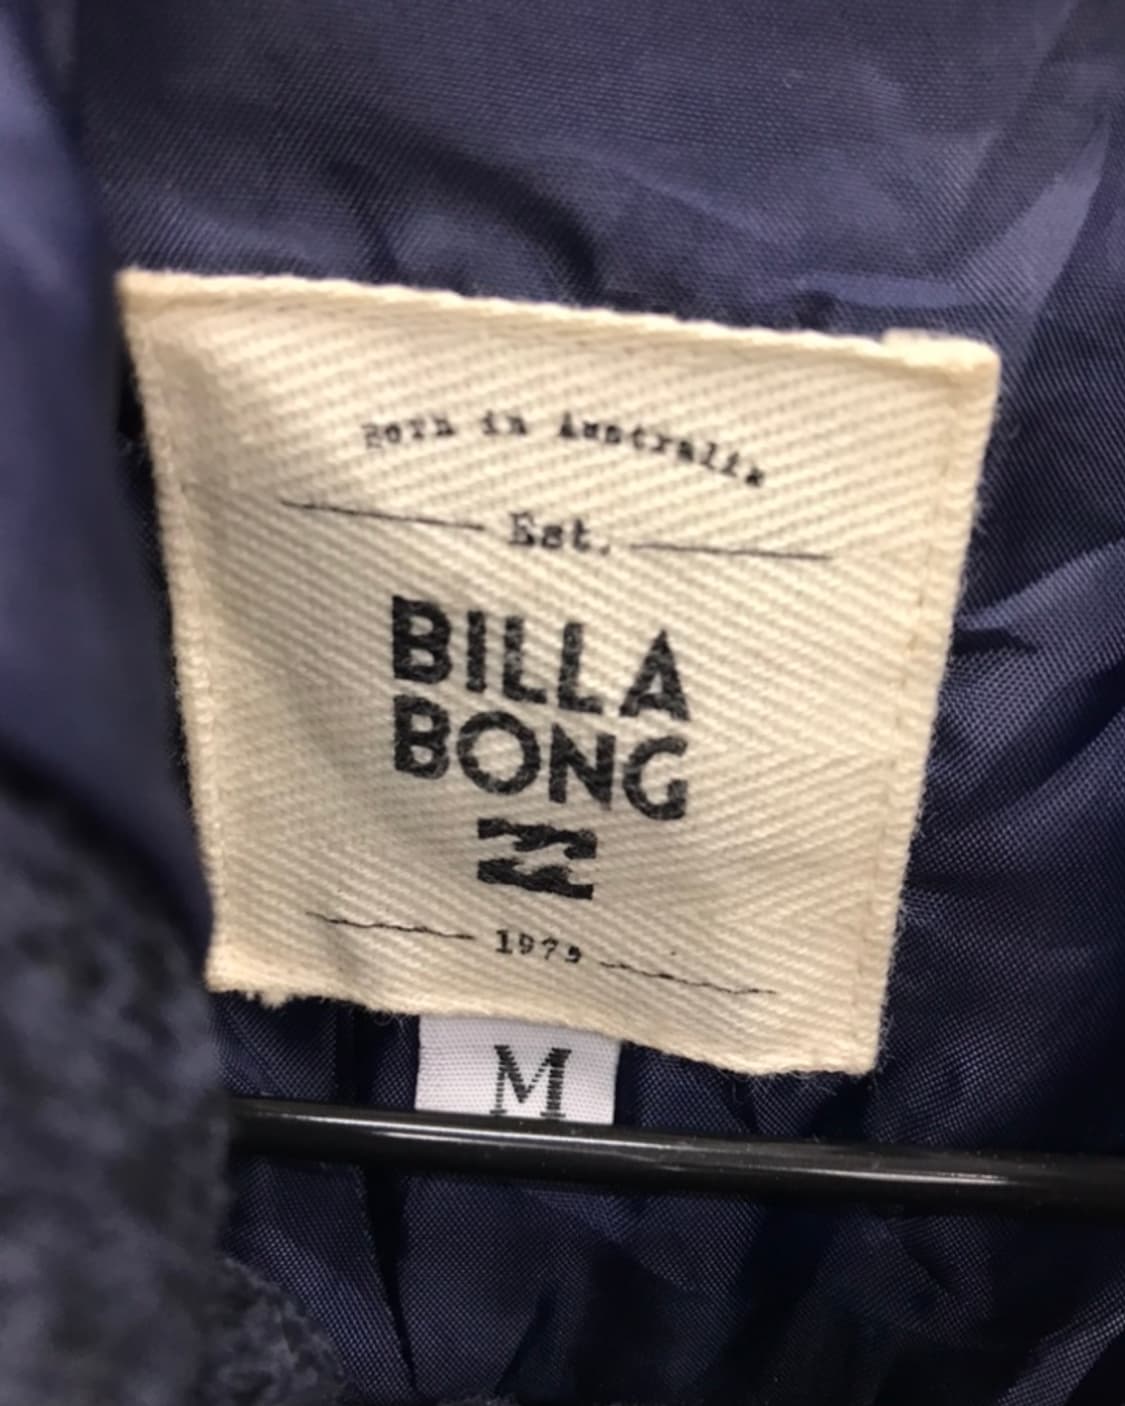 Born in Australia
Est.
BILLA
BONG
1973
M